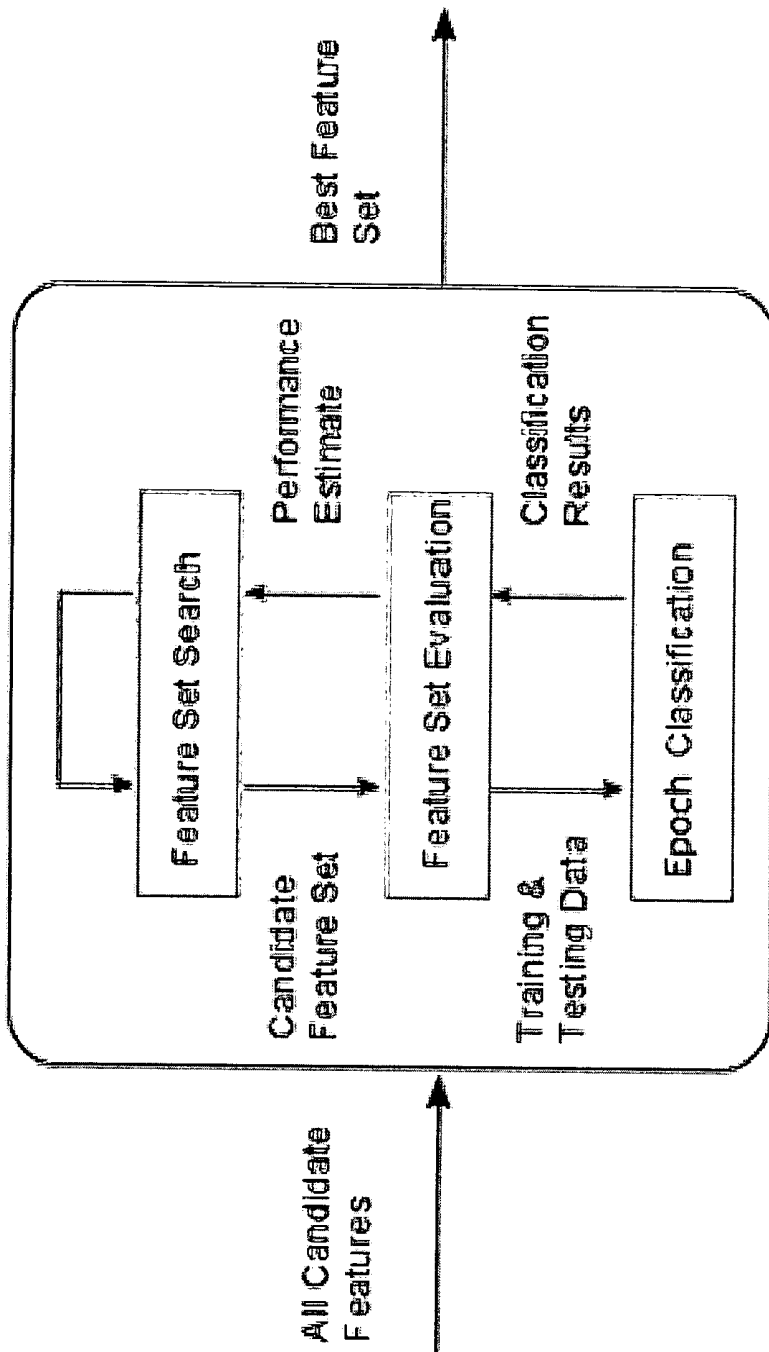 All Candidate
Features
Feature Set Search
Candidate
Feature Set
Performance
Estimate
Feature Set Evaluation
Training &
Testing Data
Classification
Results
Epoch Classification
Best Feature
Set